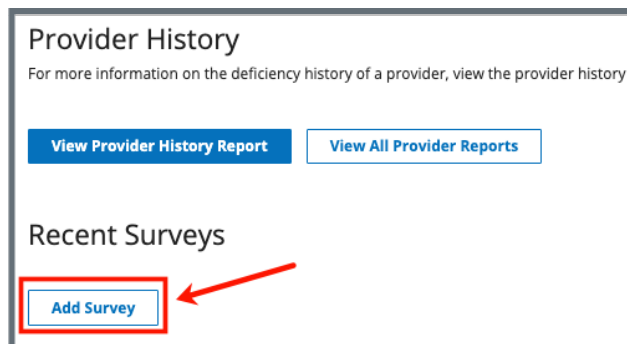 Provider History
For more information on the deficiency history of a provider, view the provider history
View Provider History Report
View All Provider Reports
Recent Surveys
Add Survey